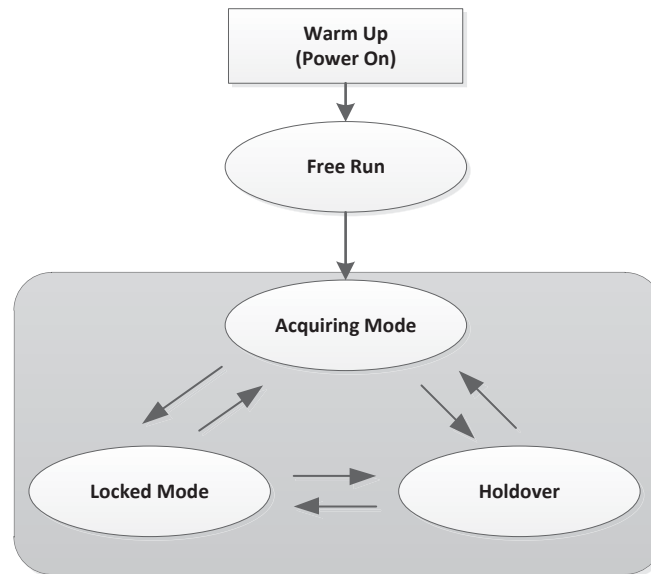 Warm Up
(Power On)
Free Run
Acquiring Mode
Locked Mode
Holdover